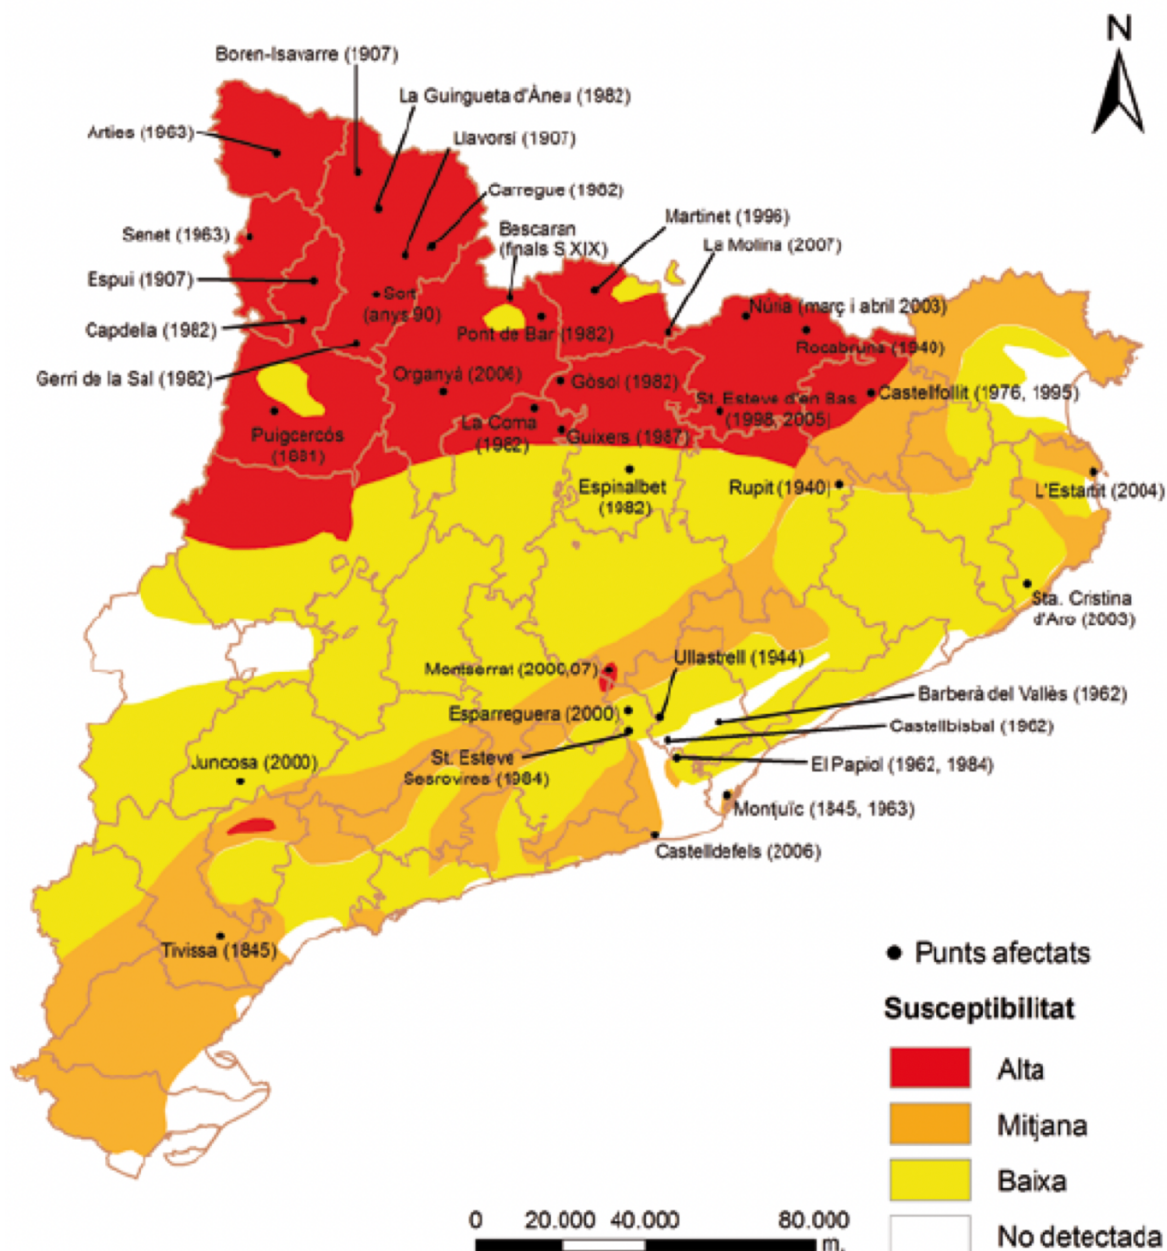 N
Boren-Isavarre (1907)
La Guingueta d'Àneu (1982)
Arties (1963)
Llavorsí (1907)
Carregue (1982)
Bescaran
(finals S.XIX)
Martinet (1996)
La Molina (2007)
Senet (1963)
Espui (1907)
Sort
(anys 90)
Núria (març i abril 2003)
Capdella (1982)
Pont de Bar (1982)
Rocabruna (1940)
Gerri de la Sal (1982)
Organyà (2006)
Gòsol (1982)
St. Esteve d'en Bas
(1998, 2005)
Castellfollit (1976, 1995)
Puigcercós
(1881)
La Coma
(1982)
Guixers (1987)
Espinalbet
(1982)
Rupit (1940)
L'Estartit (2004)
Sta. Cristina
d'Aro (2003)
Montserrat (2000,07)
Ullastrell (1944)
Esparreguera (2000)
Barberà del Vallès (1962)
Castellbisbal (1962)
St. Esteve
Sesrovires (1984)
Juncosa (2000)
El Papiol (1962, 1984)
Montjuïc (1845, 1963)
Castelldefels (2006)
Tivissa (1845)
Punts afectats
Susceptibilitat
Alta
Mitjana
Baixa
No detectada
0 20.000 40.000 80.000
m.